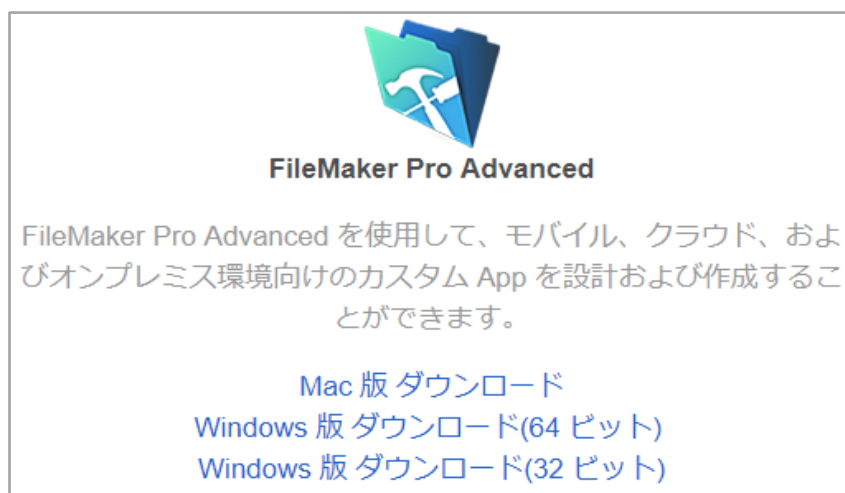 FileMaker Pro Advanced
FileMaker Pro Advanced を使用して、モバイル、クラウド、およ
びオンプレミス環境向けのカスタム App を設計および作成するこ
とができます。
Mac 版 ダウンロード
Windows 版 ダウンロード(64 ビット)
Windows 版 ダウンロード(32 ビット)